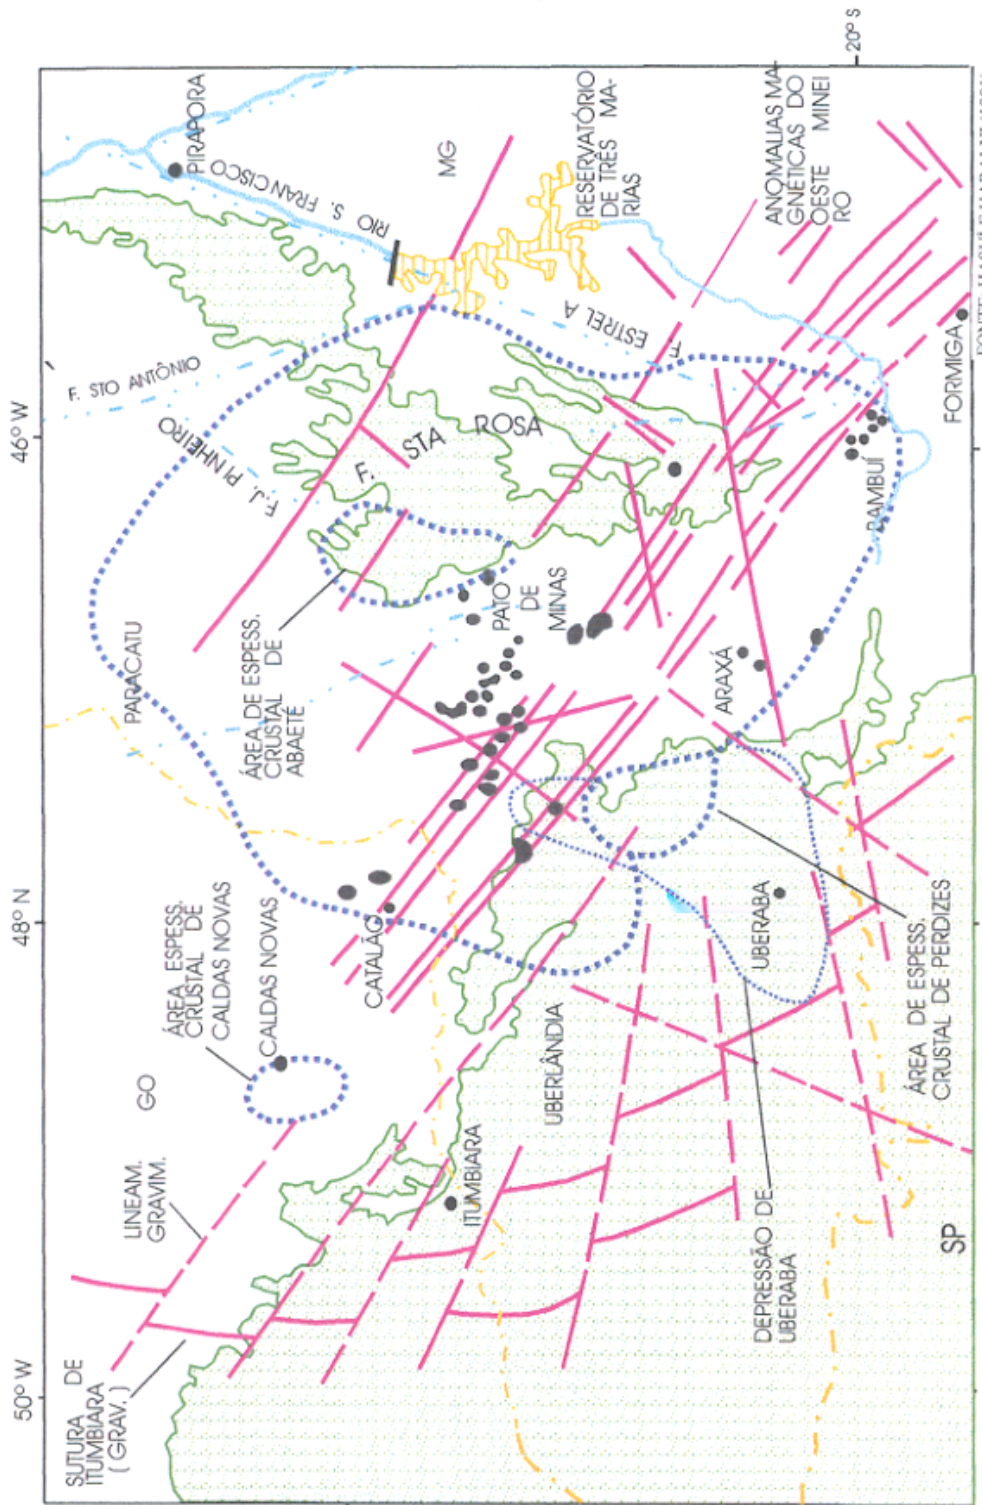 50° W
48° N
46° W
20° S
SUTURA DE
ITUMBIARA
( GRAV. )
LINEAM.
GRAVIM.
GO
ÁREA ESPESS.
CRUSTAL DE
CALDAS NOVAS
CALDAS NOVAS
PARACATU
F. STO ANTÔNIO
F.J. PINHEIRO
PIRAPORA
RIO S. FRANCISCO
MG
ÁREA DE ESPESS.
CRUSTAL DE
ABAETÉ
F. STA ROSA
F. ESTRELA
RESERVATÓRIO
DE TRÊS MA-
RIAS
CATALÃO
PATO
DE
MINAS
ITUMBIARA
UBERLÂNDIA
ARAXÁ
ANOMALIAS MA
GNÉTICAS DO
OESTE MINEI
RO
UBERABA
BAMBUÍ
FORMIGA
DEPRESSÃO DE
UBERABA
ÁREA DE ESPESS.
CRUSTAL DE PERDIZES
SP